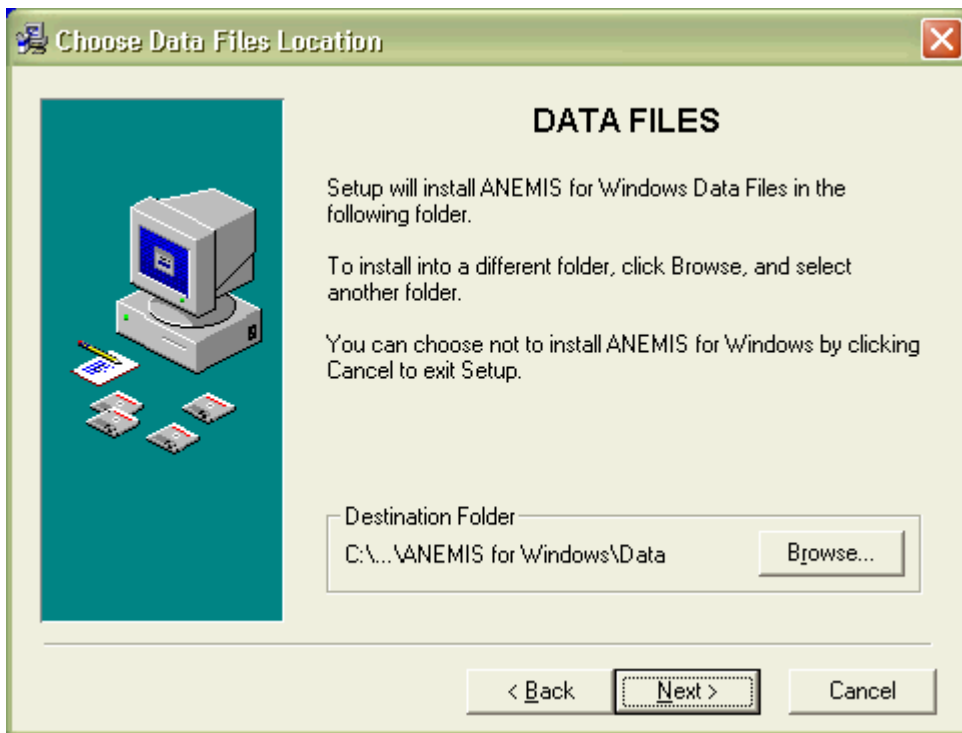 Choose Data Files Location
DATA FILES
Setup will install ANEMIS for Windows Data Files in the
following folder.
To install into a different folder, click Browse, and select
another folder.
You can choose not to install ANEMIS for Windows by clicking
Cancel to exit Setup.
Destination Folder
C:\...\ANEMIS for Windows\Data
Browse...
< Back
Next >
Cancel